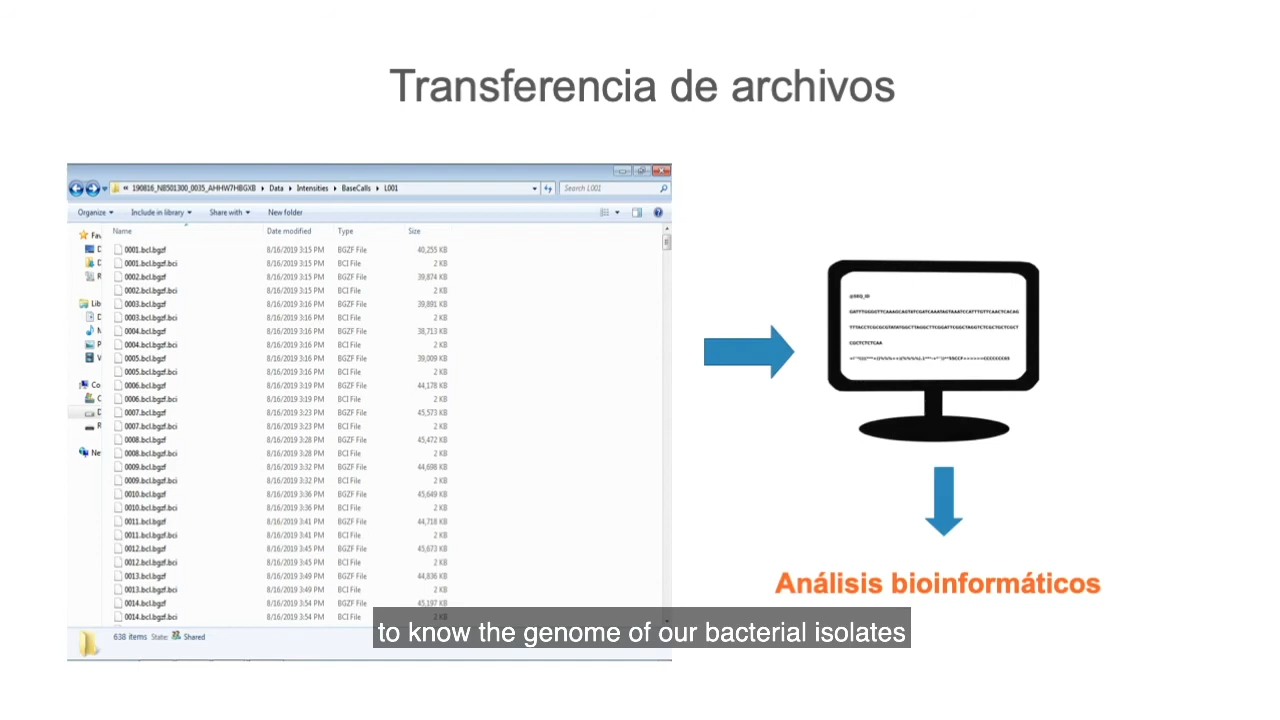 Transferencia de archivos
« 190816_NB501300_0035_AHHW7HBGXB ▸ Data ▸ Intensities ▸ BaseCalls ▸ L001
Search L001
Organize Include in library Share with New folder
Name Date modified Type Size
0001.bcl.bgzf 8/16/2019 3:15 PM BGZF File 40,255 KB
0001.bcl.bgzf.bci 8/16/2019 3:15 PM BCI File 2 KB
0002.bcl.bgzf 8/16/2019 3:15 PM BGZF File 39,874 KB
0002.bcl.bgzf.bci 8/16/2019 3:15 PM BCI File 2 KB
0003.bcl.bgzf 8/16/2019 3:16 PM BGZF File 39,891 KB
0003.bcl.bgzf.bci 8/16/2019 3:16 PM BCI File 2 KB
0004.bcl.bgzf 8/16/2019 3:16 PM BGZF File 38,713 KB
0004.bcl.bgzf.bci 8/16/2019 3:16 PM BCI File 2 KB
0005.bcl.bgzf 8/16/2019 3:16 PM BGZF File 39,009 KB
0005.bcl.bgzf.bci 8/16/2019 3:16 PM BCI File 2 KB
0006.bcl.bgzf 8/16/2019 3:19 PM BGZF File 44,178 KB
0006.bcl.bgzf.bci 8/16/2019 3:19 PM BCI File 2 KB
0007.bcl.bgzf 8/16/2019 3:23 PM BGZF File 45,573 KB
0007.bcl.bgzf.bci 8/16/2019 3:23 PM BCI File 2 KB
0008.bcl.bgzf 8/16/2019 3:28 PM BGZF File 45,472 KB
0008.bcl.bgzf.bci 8/16/2019 3:28 PM BCI File 2 KB
0009.bcl.bgzf 8/16/2019 3:32 PM BGZF File 44,698 KB
0009.bcl.bgzf.bci 8/16/2019 3:32 PM BCI File 2 KB
0010.bcl.bgzf 8/16/2019 3:36 PM BGZF File 45,649 KB
0010.bcl.bgzf.bci 8/16/2019 3:36 PM BCI File 2 KB
0011.bcl.bgzf 8/16/2019 3:41 PM BGZF File 44,718 KB
0011.bcl.bgzf.bci 8/16/2019 3:41 PM BCI File 2 KB
0012.bcl.bgzf 8/16/2019 3:45 PM BGZF File 45,673 KB
0012.bcl.bgzf.bci 8/16/2019 3:45 PM BCI File 2 KB
0013.bcl.bgzf 8/16/2019 3:49 PM BGZF File 44,836 KB
0013.bcl.bgzf.bci 8/16/2019 3:49 PM BCI File 2 KB
0014.bcl.bgzf 8/16/2019 3:54 PM BGZF File 45,197 KB
0014.bcl.bgzf.bci 8/16/2019 3:54 PM BCI File 2 KB
638 items State: Shared
@SEQ_ID
Análisis bioinformáticos
to know the genome of our bacterial isolates